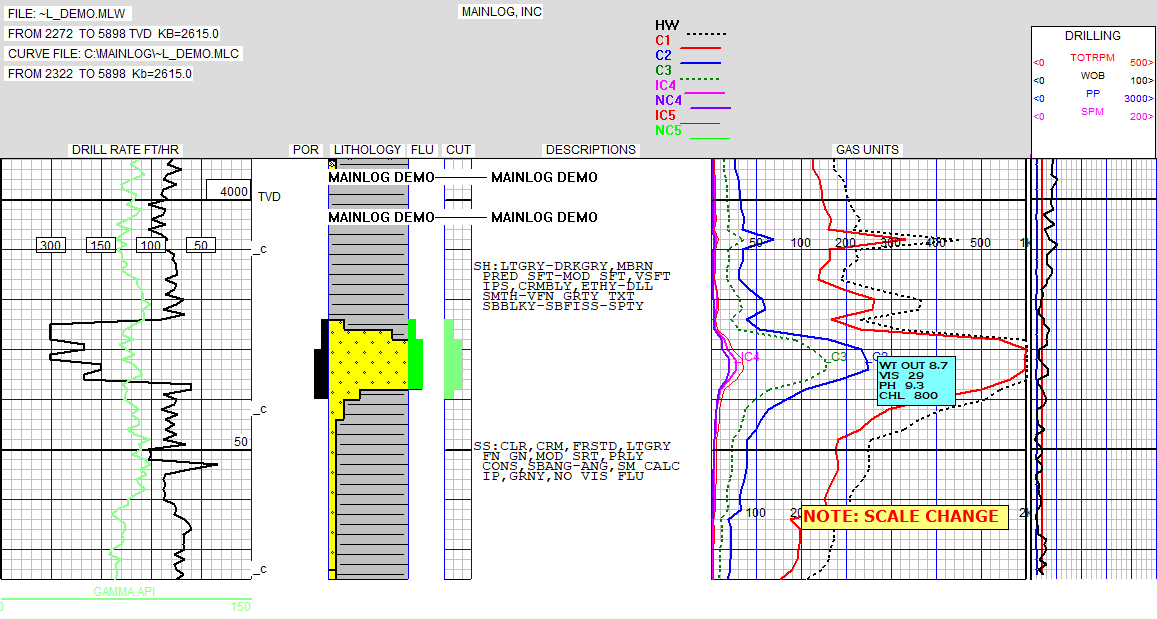 FILE: ~L_DEMO.MLW
MAINLOG, INC
FROM 2272 TO 5898 TVD KB=2615.0
CURVE FILE: C:\MAINLOG\~L_DEMO.MLC
FROM 2322 TO 5898 Kb=2615.0
HW
C1
C2
C3
IC4
NC4
IC5
NC5
DRILLING
<0 TOTRPM 500>
<0 WOB 100>
<0 PP 3000>
<0 SPM 200>
DRILL RATE FT/HR
POR
LITHOLOGY
FLU
CUT
DESCRIPTIONS
GAS UNITS
MAINLOG DEMO MAINLOG DEMO
4000 TVD
MAINLOG DEMO MAINLOG DEMO
300 150 100 50
_C
50 100 200 300 400 500 1k
SH:LTGRY-DRKGRY,MBRN
PRED SFT-MOD SFT,VSFT
IPS,CRMBLY,ETHY-DLL
SMTH-VFN GRTY TXT
SBBLKY-SBFISS-SPTY
IC4
C3
C2
WT OUT 8.7
VIS 29
PH 9.3
CHL 800
_C
50
SS:CLR,CRM,FRSTD,LTGRY
FN GN,MOD SRT,PRLY
CONS,SBANG-ANG,SM CALC
IP,GRNY,NO VIS FLU
100
NOTE: SCALE CHANGE
_C
GAMMA API
0 150